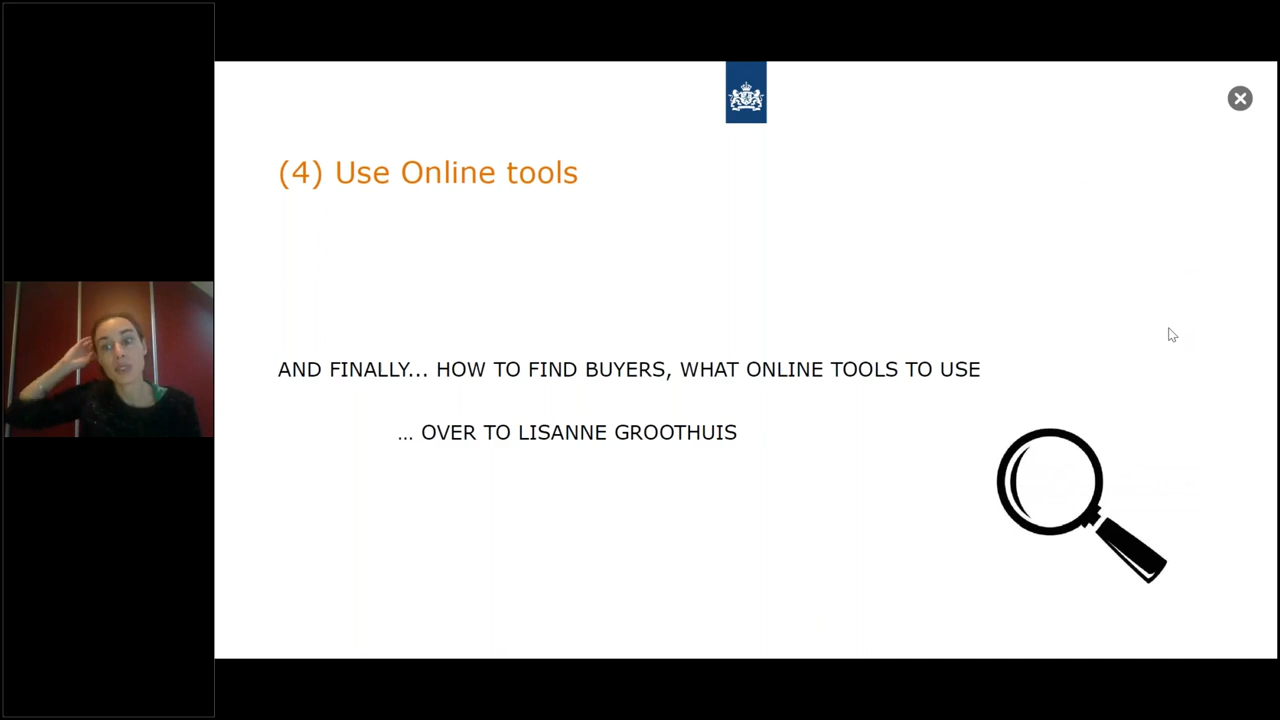 (4) Use Online tools
AND FINALLY... HOW TO FIND BUYERS, WHAT ONLINE TOOLS TO USE
... OVER TO LISANNE GROOTHUIS